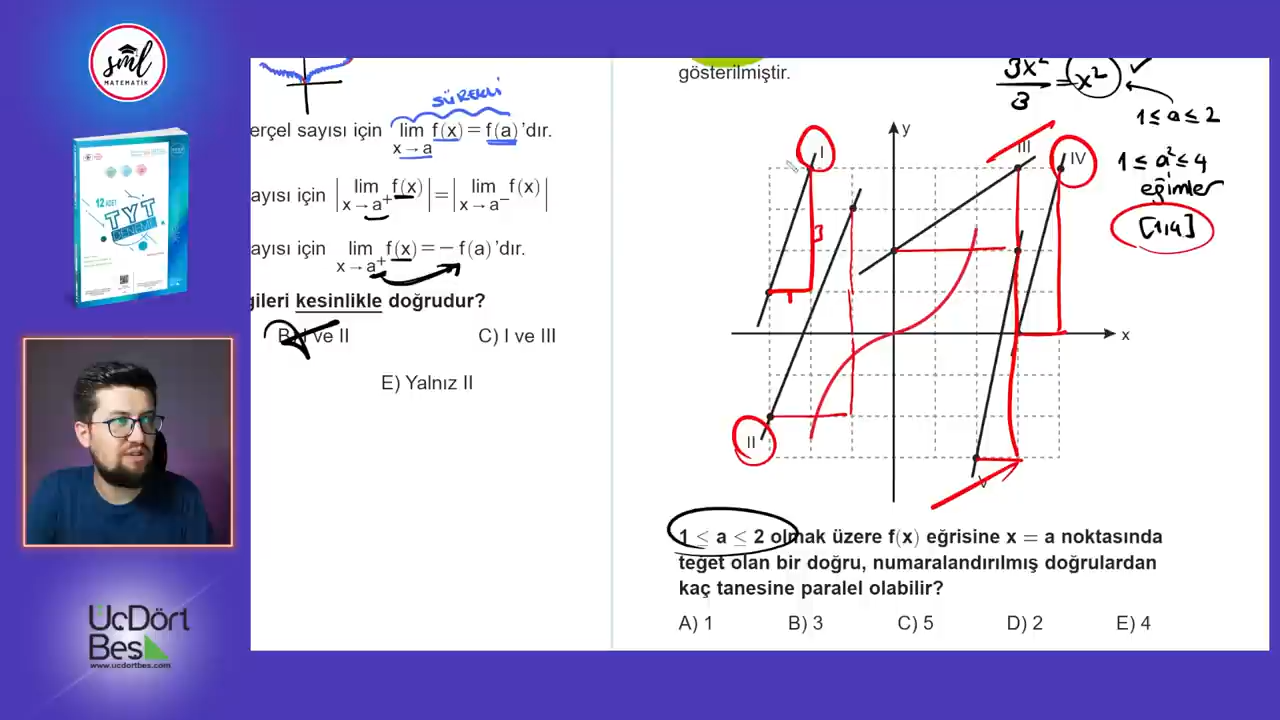 sml
MATEMATİK
12 ADET
TYT
DENEME
ÜçDört
Beş
www.ucdortbes.com
SÜREKLİ
erçel sayısı için lim f(x) = f(a) 'dır.
x → a
ayısı için | lim f(x) | = | lim f(x) |
x → a+ x → a−
ayısı için lim f(x) = − f(a) 'dır.
x → a+
gileri kesinlikle doğrudur?
B) I ve II C) I ve III
E) Yalnız II
gösterilmiştir.
3x²
3
= x²
1 ≤ a ≤ 2
1 ≤ a² ≤ 4
eğimler
[1,4]
y
I
III
IV
3
1
x
II
V
1 ≤ a ≤ 2 olmak üzere f(x) eğrisine x = a noktasında
teğet olan bir doğru, numaralandırılmış doğrulardan
kaç tanesine paralel olabilir?
A) 1 B) 3 C) 5 D) 2 E) 4